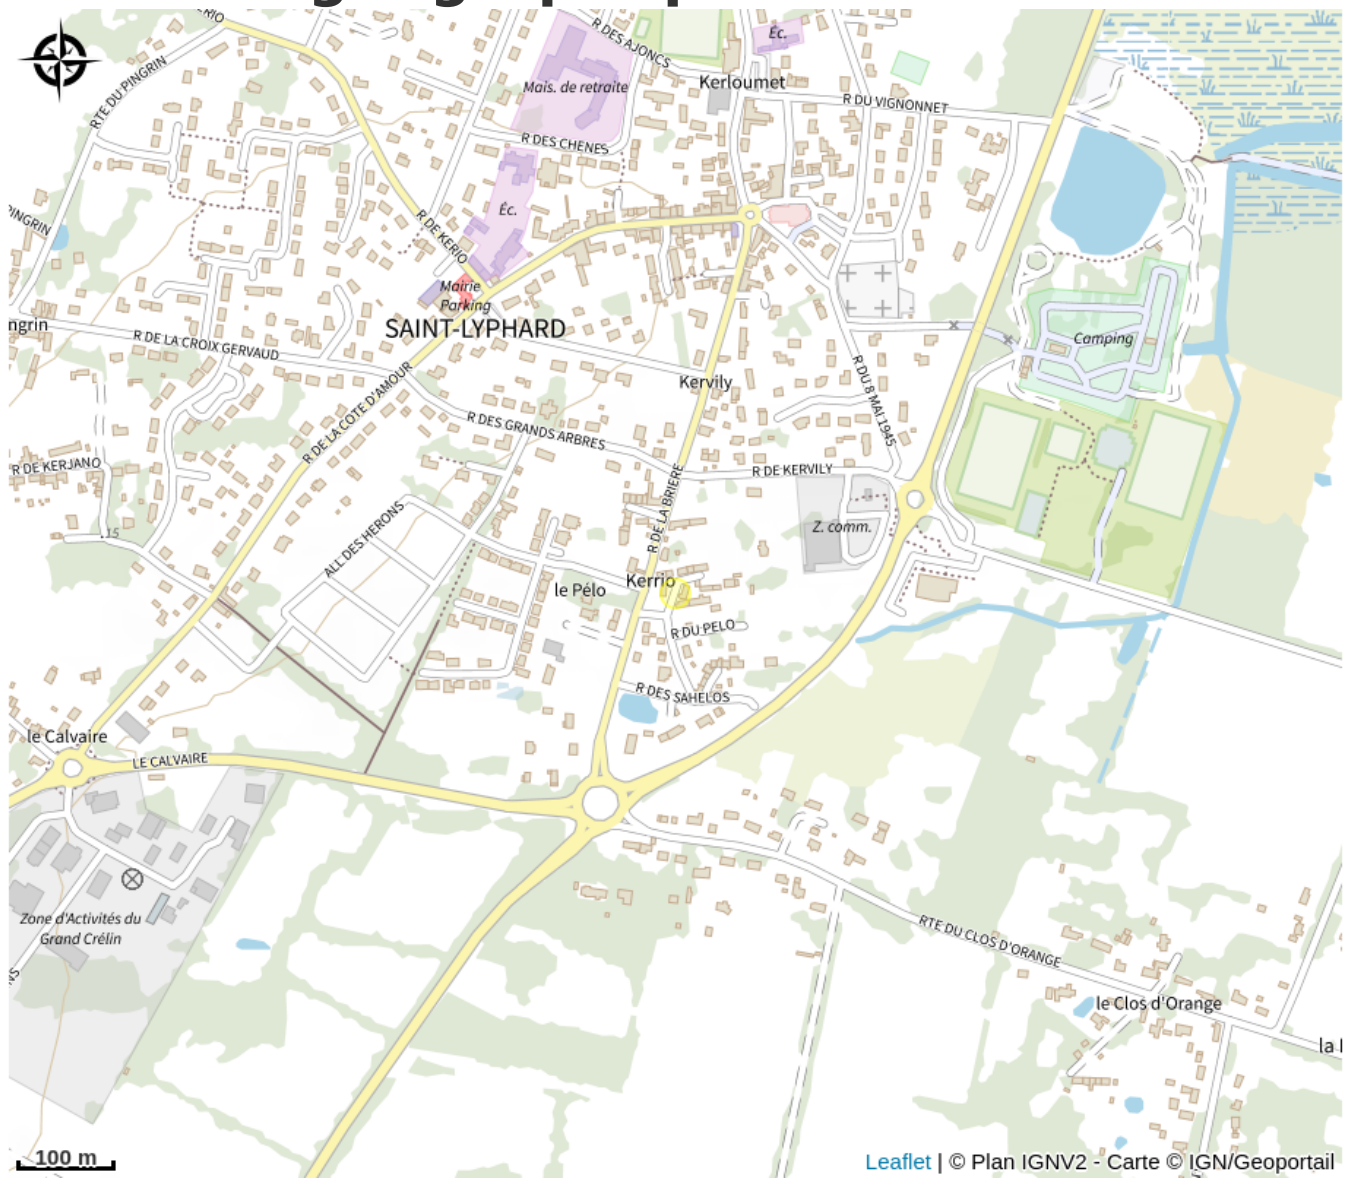 R DES AJONCS
Éc.
RTE DU PINGRIN
Mais. de retraite
Kerloumet
R DU VIGNONNET
R DES CHENES
PINGRIN
Éc.
R DE KERIO
Mairie
Parking
SAINT-LYPHARD
ngrin
R DE LA CROIX GERVAUD
Camping
Kervily
R DU 8 MAI 1945
R DE LA COTE D'AMOUR
R DES GRANDS ARBRES
R DE KERJANO
R DE KERVILY
R DE LA BRIERE
15
ALL DES HERONS
Z. comm.
Kerrio
le Pélo
R DU PELO
R DES SAHELOS
le Calvaire
LE CALVAIRE
Zone d'Activités du
Grand Crélin
RTE DU CLOS D'ORANGE
le Clos d'Orange
100 m
Leaflet | © Plan IGNV2 - Carte © IGN/Geoportail